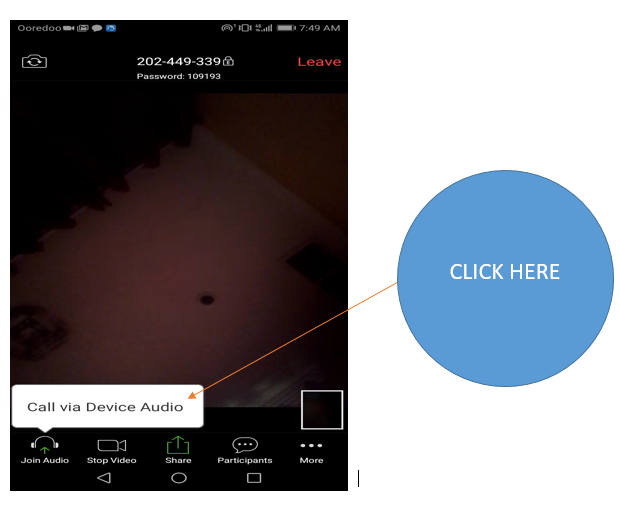 Ooredoo 7:49 AM
202-449-339
Leave
Password: 109193
CLICK HERE
Call via Device Audio
Join Audio Stop Video Share Participants More